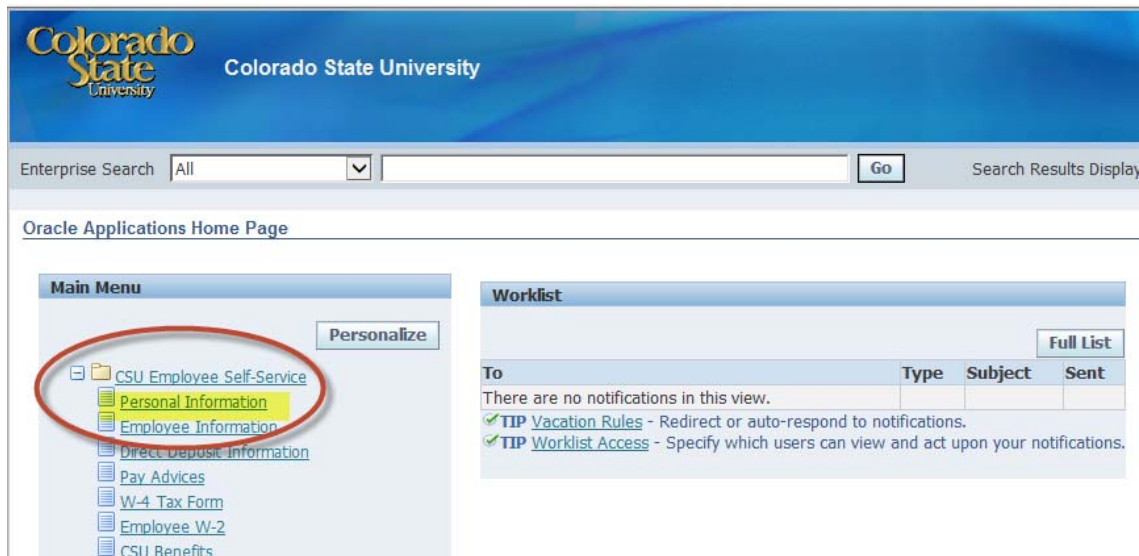 Colorado
State
University
Colorado State University
Enterprise Search All Go Search Results Display
Oracle Applications Home Page
Main Menu
Personalize
CSU Employee Self-Service
Personal Information
Employee Information
Direct Deposit Information
Pay Advices
W-4 Tax Form
Employee W-2
CSU Benefits
Worklist
Full List
To Type Subject Sent
There are no notifications in this view.
TIP Vacation Rules - Redirect or auto-respond to notifications.
TIP Worklist Access - Specify which users can view and act upon your notifications.